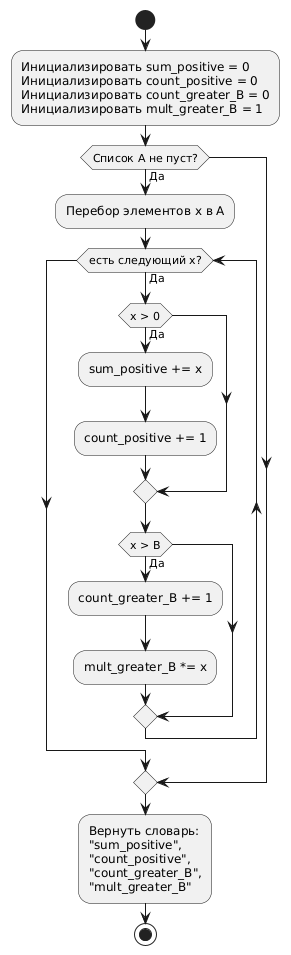 Инициализировать sum_positive = 0
Инициализировать count_positive = 0
Инициализировать count_greater_B = 0
Инициализировать mult_greater_B = 1
Список A не пуст?
Да
Перебор элементов x в A
есть следующий x?
Да
x > 0
Да
sum_positive += x
count_positive += 1
x > B
Да
count_greater_B += 1
mult_greater_B *= x
Вернуть словарь:
"sum_positive",
"count_positive",
"count_greater_B",
"mult_greater_B"